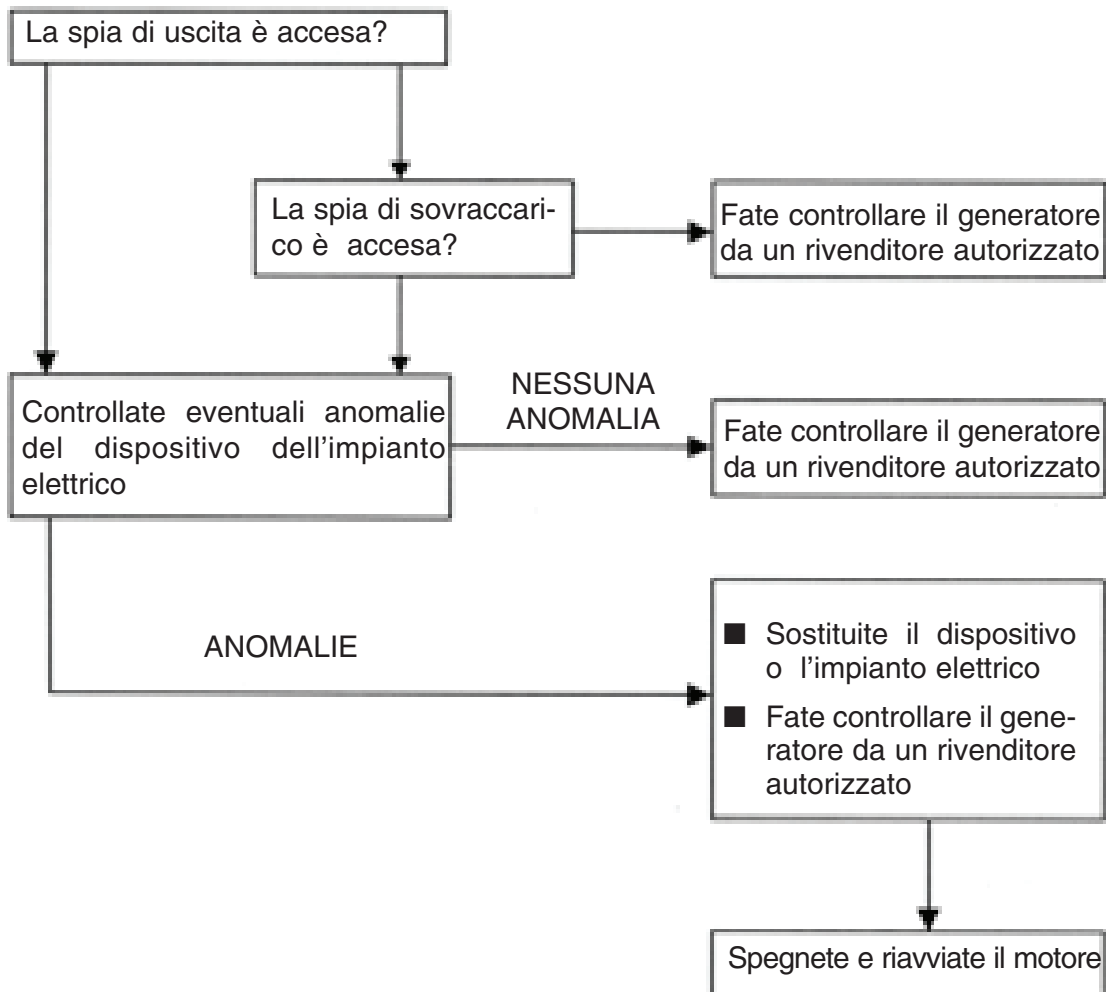 La spia di uscita è accesa?
La spia di sovraccari-
co è accesa?
Fate controllare il generatore
da un rivenditore autorizzato
Controllate eventuali anomalie
del dispositivo dell'impianto
elettrico
NESSUNA
ANOMALIA
Fate controllare il generatore
da un rivenditore autorizzato
ANOMALIE
■ Sostituite il dispositivo
o l'impianto elettrico
■ Fate controllare il gene-
ratore da un rivenditore
autorizzato
Spegnete e riavviate il motore